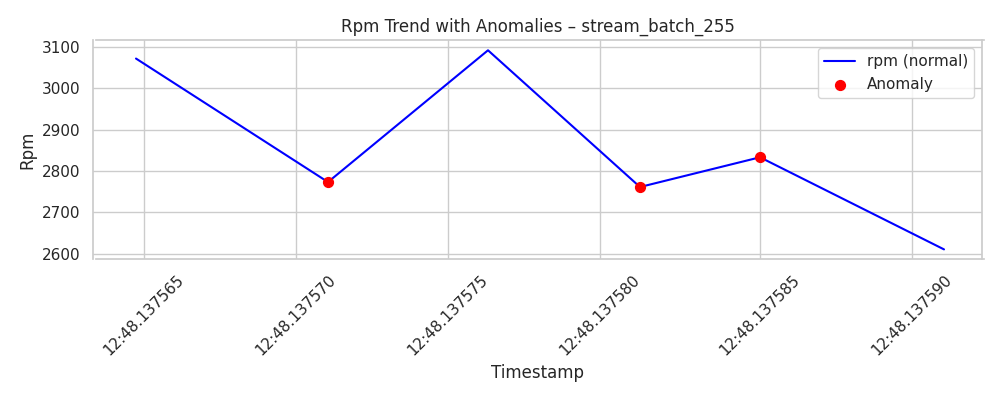 Rpm Trend with Anomalies – stream_batch_255
rpm (normal)
Anomaly
Rpm
3100
3000
2900
2800
2700
2600
12:48.137565
12:48.137570
12:48.137575
12:48.137580
12:48.137585
12:48.137590
Timestamp